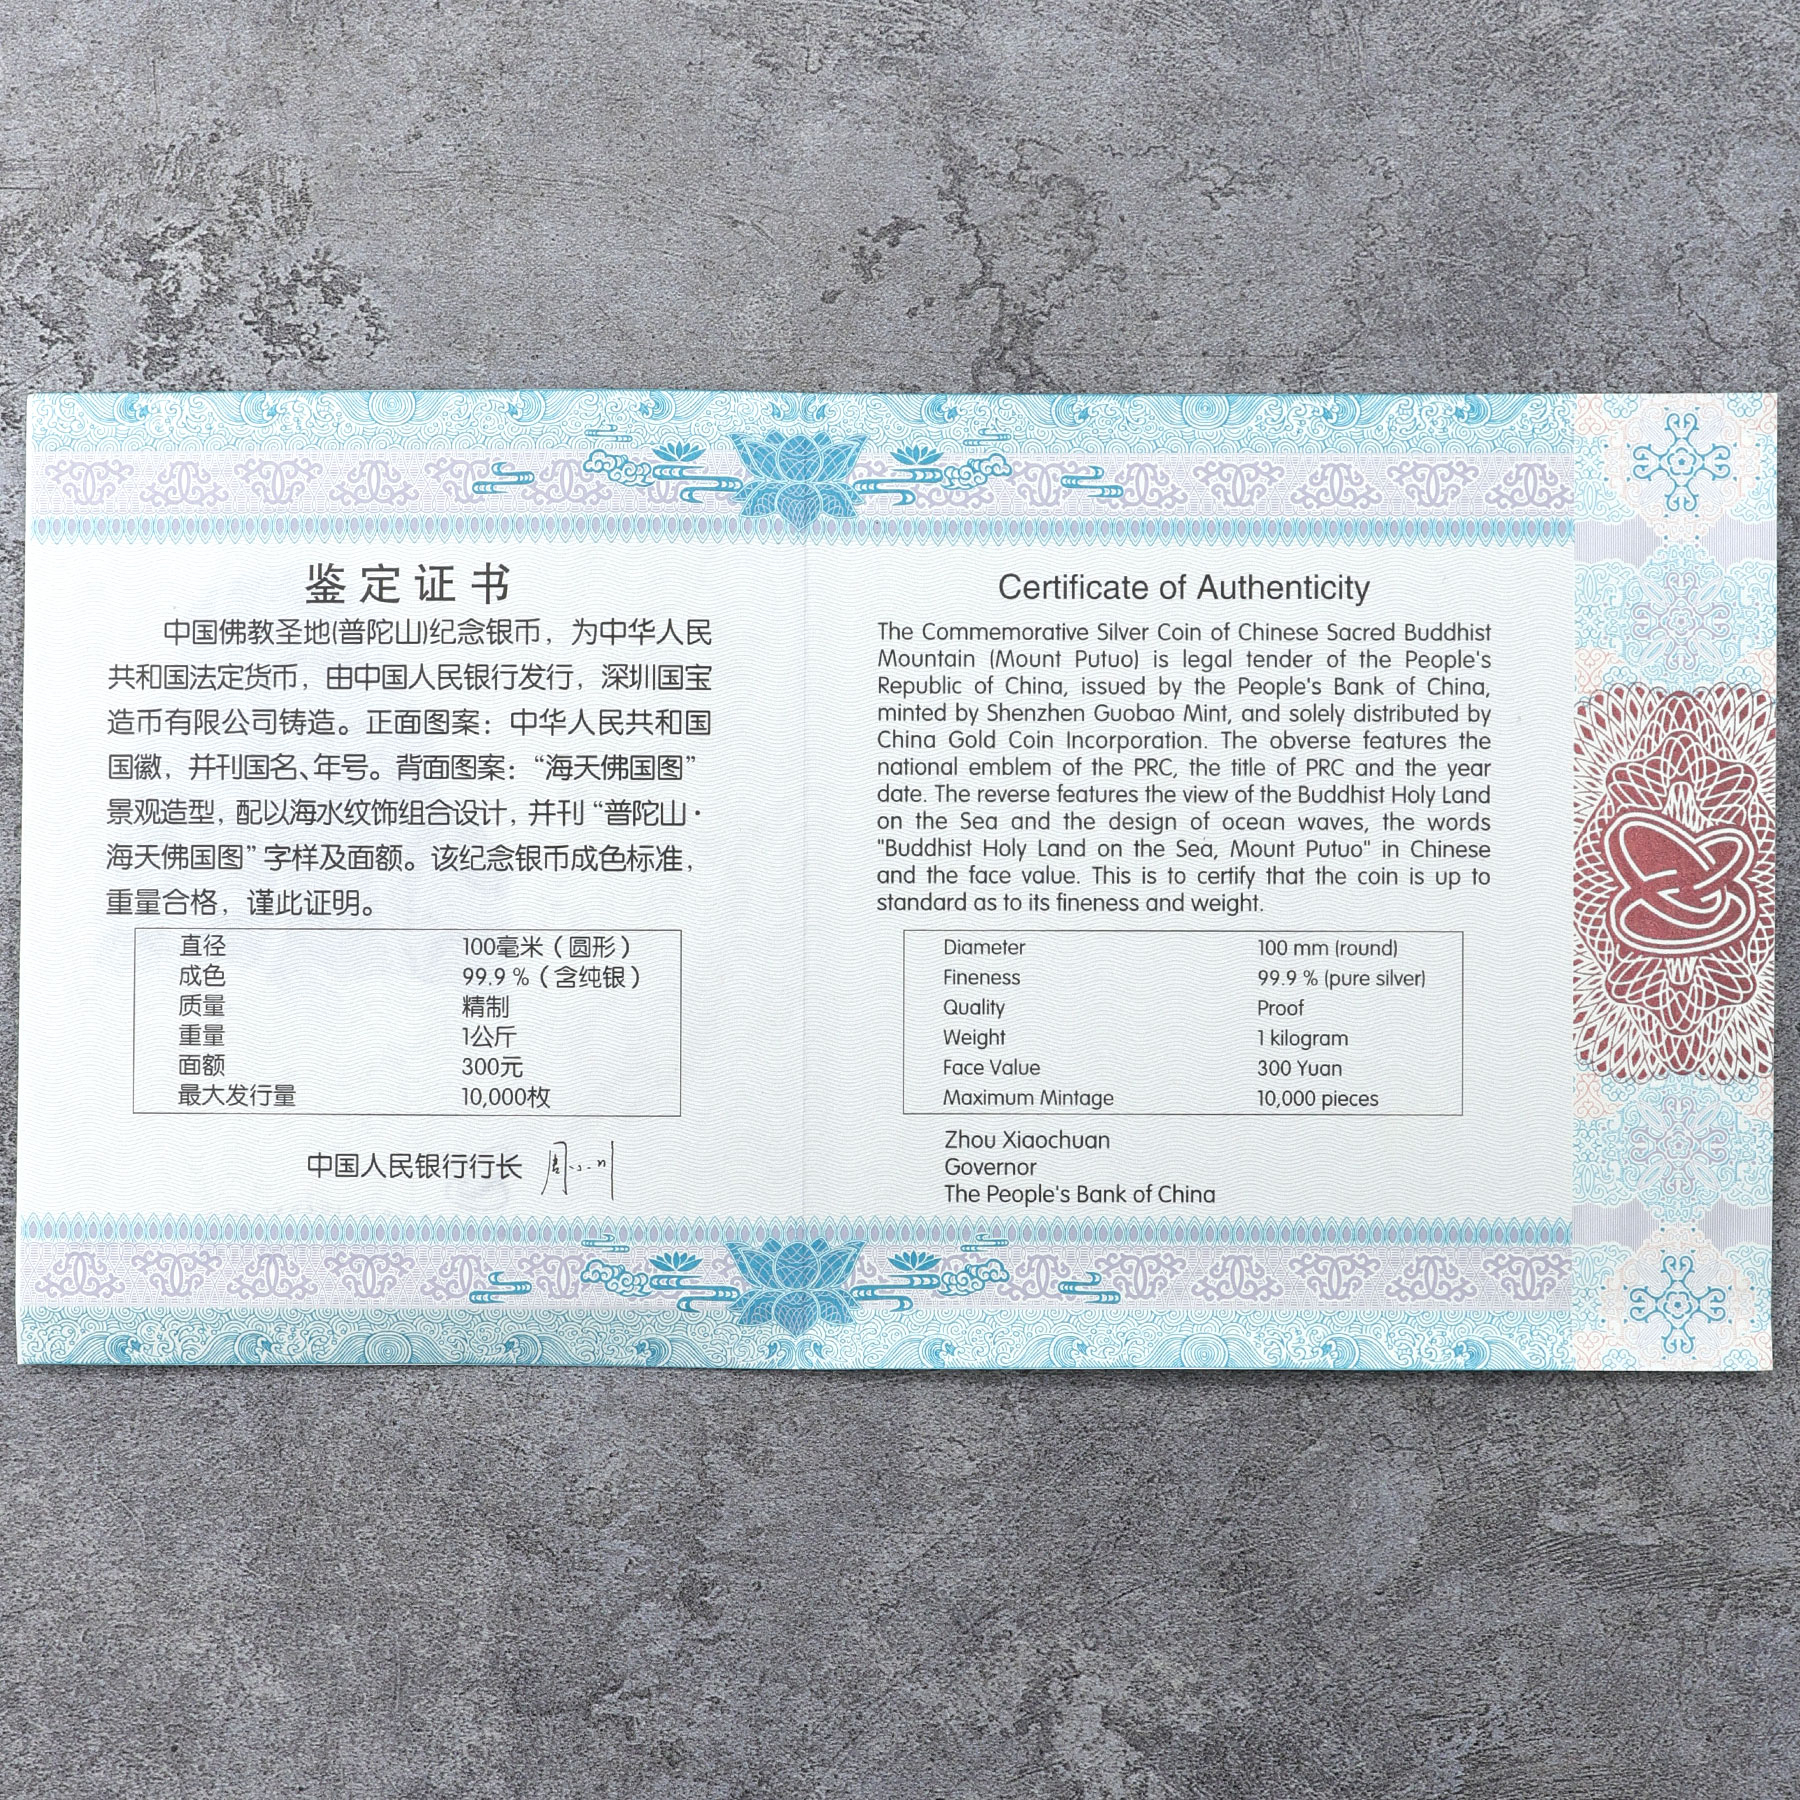 鉴定证书
中国佛教圣地(普陀山)纪念银币，为中华人民
共和国法定货币，由中国人民银行发行，深圳国宝
造币有限公司铸造。正面图案：中华人民共和国
国徽，并刊国名、年号。背面图案：“海天佛国图”
景观造型，配以海水纹饰组合设计，并刊“普陀山·
海天佛国图”字样及面额。该纪念银币成色标准，
重量合格，谨此证明。
直径 100毫米（圆形）
成色 99.9 %（含纯银）
质量 精制
重量 1公斤
面额 300元
最大发行量 10,000枚
中国人民银行行长 周小川
Certificate of Authenticity
The Commemorative Silver Coin of Chinese Sacred Buddhist
Mountain (Mount Putuo) is legal tender of the People's
Republic of China, issued by the People's Bank of China,
minted by Shenzhen Guobao Mint, and solely distributed by
China Gold Coin Incorporation. The obverse features the
national emblem of the PRC, the title of PRC and the year
date. The reverse features the view of the Buddhist Holy Land
on the Sea and the design of ocean waves, the words
"Buddhist Holy Land on the Sea, Mount Putuo" in Chinese
and the face value. This is to certify that the coin is up to
standard as to its fineness and weight.
Diameter 100 mm (round)
Fineness 99.9 % (pure silver)
Quality Proof
Weight 1 kilogram
Face Value 300 Yuan
Maximum Mintage 10,000 pieces
Zhou Xiaochuan
Governor
The People's Bank of China